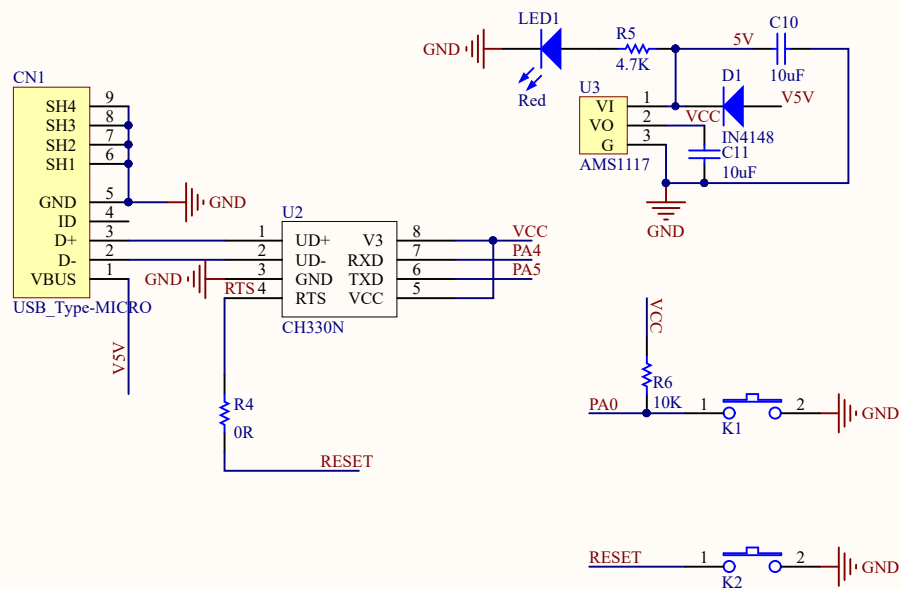 LED1
GND
R5
4.7K
Red
5V
C10
10uF
U3
VI 1
VO 2
G 3
AMS1117
D1
V5V
IN4148
VCC
C11
10uF
GND
CN1
SH4 9
SH3 8
SH2 7
SH1 6
GND 5
ID 4
D+ 3
D- 2
VBUS 1
USB_Type-MICRO
GND
V5V
U2
1 UD+ V3 8
2 UD- RXD 7
3 GND TXD 6
4 RTS VCC 5
CH330N
GND
RTS
VCC
PA4
PA5
R4
0R
RESET
VCC
R6
10K
PA0
1 2
K1
GND
RESET
1 2
K2
GND